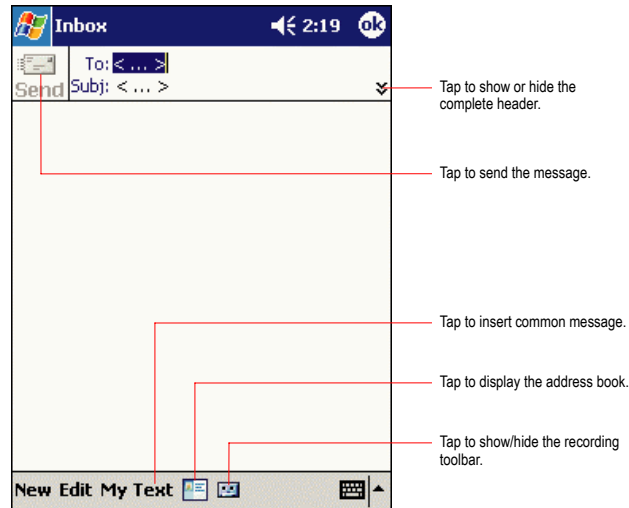 Inbox 2:19 ok
To: < ... >
Send Subj: < ... >
Tap to show or hide the
complete header.
Tap to send the message.
Tap to insert common message.
Tap to display the address book.
Tap to show/hide the recording
toolbar.
New Edit My Text